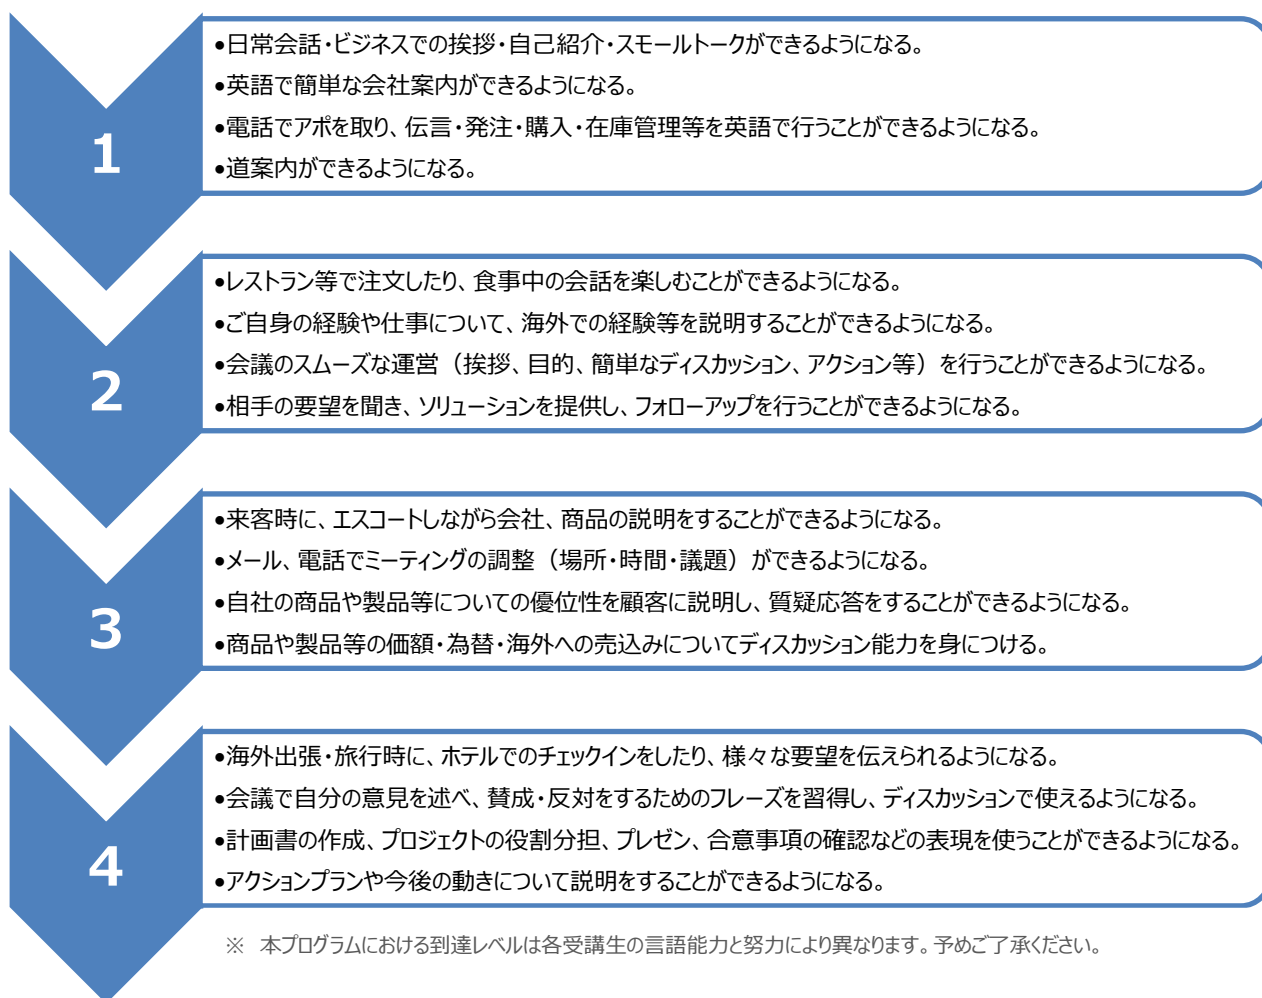 1
•日常会話・ビジネスでの挨拶・自己紹介・スモールトークができるようになる。
•英語で簡単な会社案内ができるようになる。
•電話でアポを取り、伝言・発注・購入・在庫管理等を英語で行うことができるようになる。
•道案内ができるようになる。
2
•レストラン等で注文したり、食事中の会話を楽しむことができるようになる。
•ご自身の経験や仕事について、海外での経験等を説明することができるようになる。
•会議のスムーズな運営（挨拶、目的、簡単なディスカッション、アクション等）を行うことができるようになる。
•相手の要望を聞き、ソリューションを提供し、フォローアップを行うことができるようになる。
3
•来客時に、エスコートしながら会社、商品の説明をすることができるようになる。
•メール、電話でミーティングの調整（場所・時間・議題）ができるようになる。
•自社の商品や製品等についての優位性を顧客に説明し、質疑応答をすることができるようになる。
•商品や製品等の価額・為替・海外への売込みについてディスカッション能力を身につける。
4
•海外出張・旅行時に、ホテルでのチェックインをしたり、様々な要望を伝えられるようになる。
•会議で自分の意見を述べ、賛成・反対をするためのフレーズを習得し、ディスカッションで使えるようになる。
•計画書の作成、プロジェクトの役割分担、プレゼン、合意事項の確認などの表現を使うことができるようになる。
•アクションプランや今後の動きについて説明をすることができるようになる。
※ 本プログラムにおける到達レベルは各受講生の言語能力と努力により異なります。予めご了承ください。